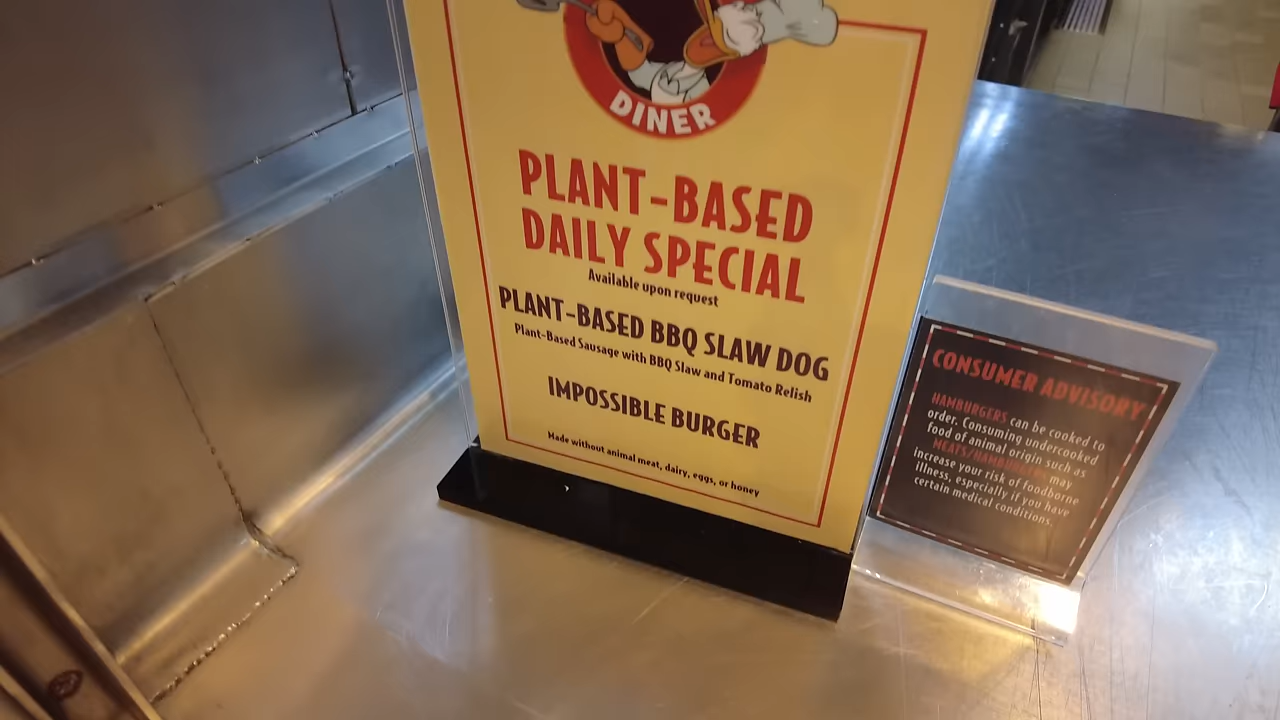 DINER
PLANT-BASED
DAILY SPECIAL
Available upon request
PLANT-BASED BBQ SLAW DOG
Plant-Based Sausage with BBQ Slaw and Tomato Relish
IMPOSSIBLE BURGER
Made without animal meat, dairy, eggs, or honey
CONSUMER ADVISORY
HAMBURGERS can be cooked to
order. Consuming undercooked
food of animal origin such as
MEATS/HAMBURGERS may
increase your risk of foodborne
illness, especially if you have
certain medical conditions.